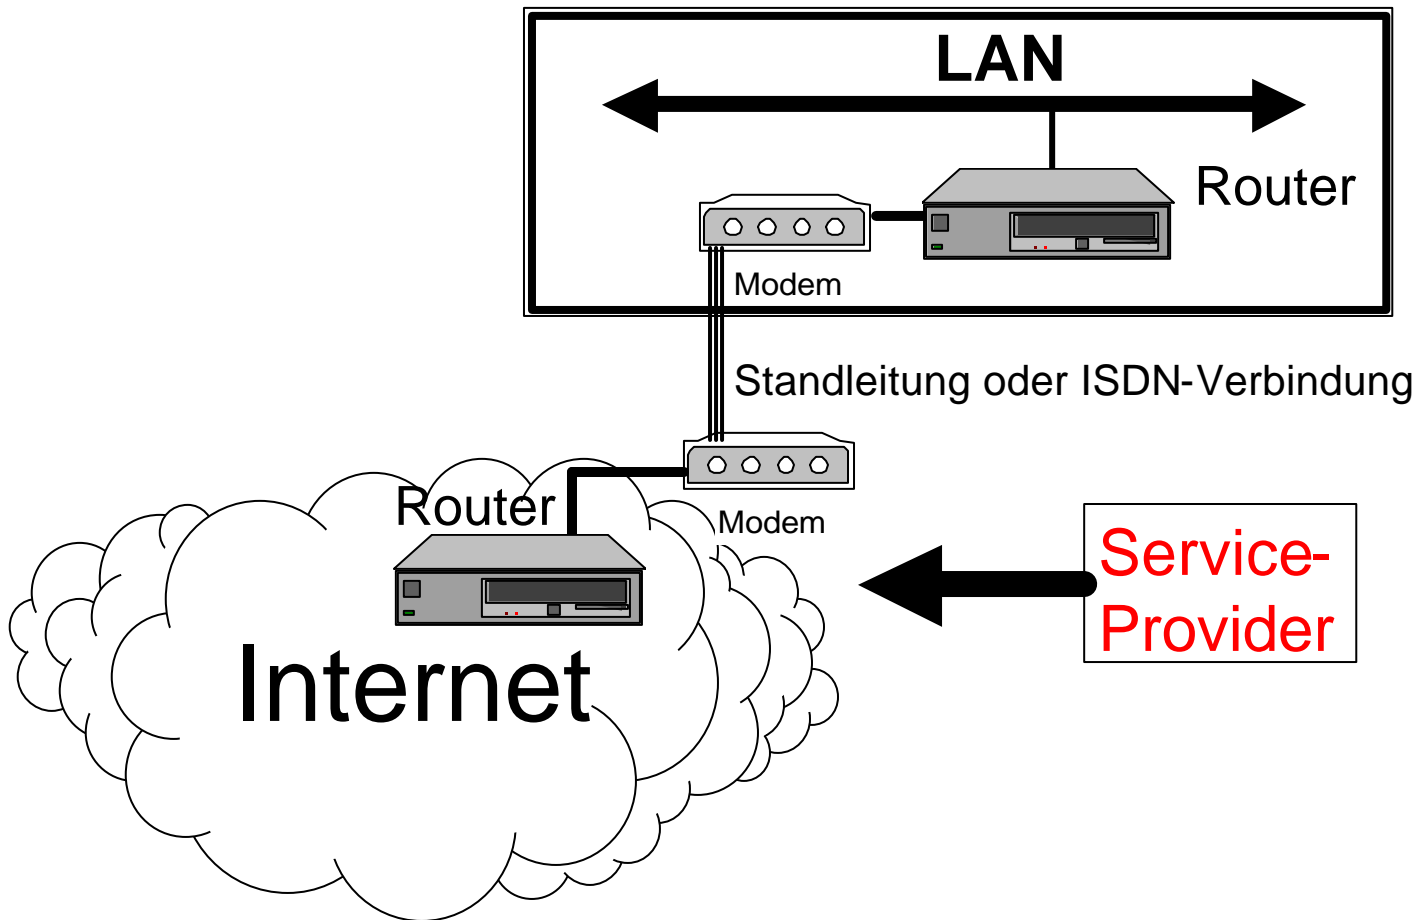 LAN
Router
Modem
Standleitung oder ISDN-Verbindung
Router
Modem
Service-
Provider
Internet